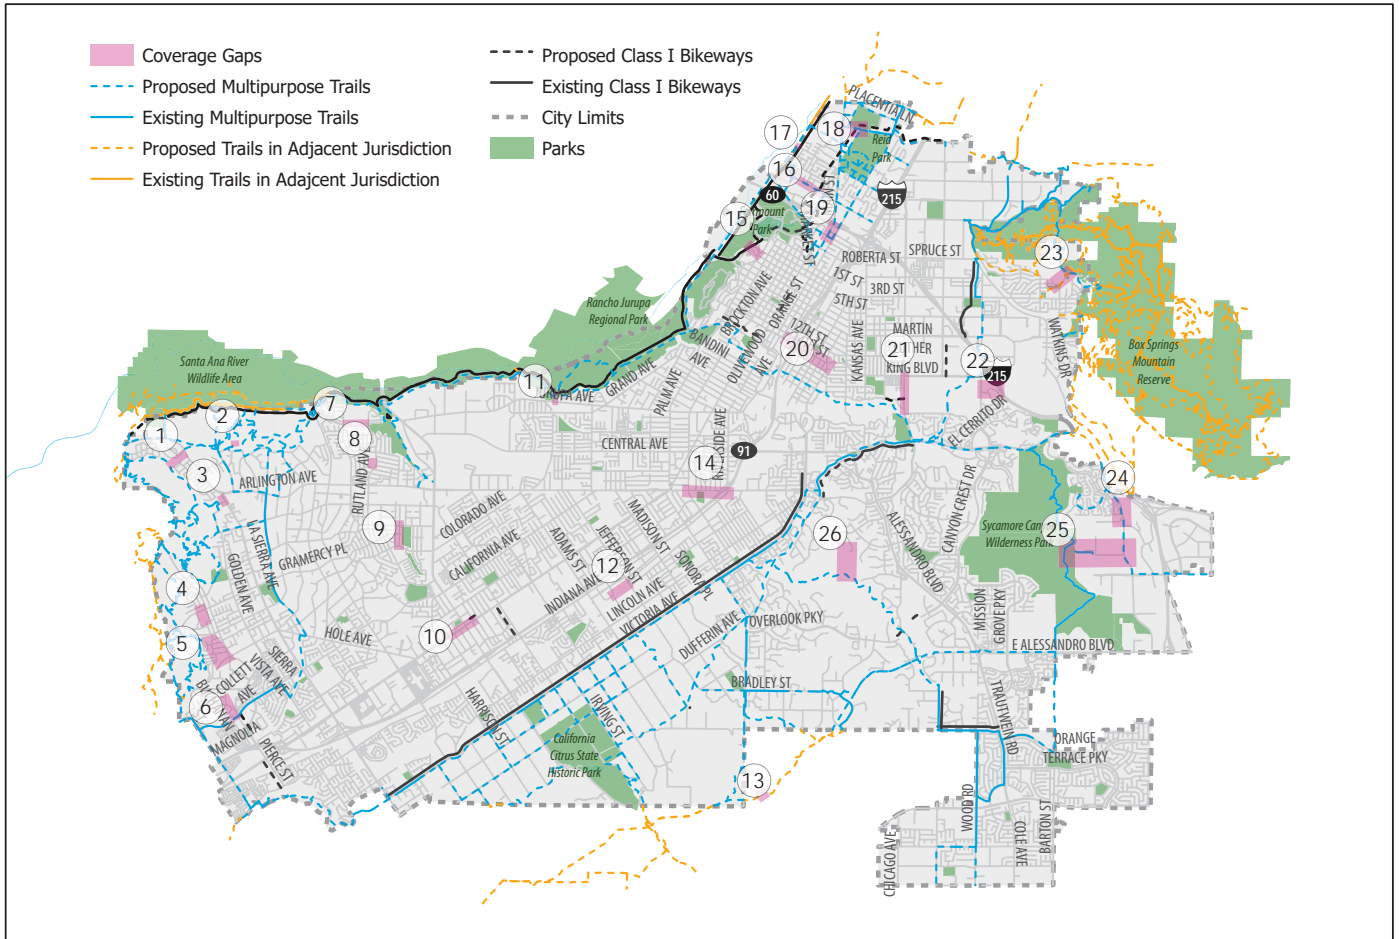 Coverage Gaps
Proposed Multipurpose Trails
Existing Multipurpose Trails
Proposed Trails in Adjacent Jurisdiction
Existing Trails in Adajcent Jurisdiction
Proposed Class I Bikeways
Existing Class I Bikeways
City Limits
Parks
PLACENTIA LN
17
18
Reid
Park
16
60
215
19
15
mount
Park
ROBERTA ST
SPRUCE ST
23
1ST ST
3RD ST
5TH ST
Rancho Jurupa
Regional Park
BROCKTON AVE
ORANGE ST
12TH ST
KANSAS AVE
MARTIN
HER
KING BLVD
21
22
215
WATKINS DR
Box Springs
Mountain
Reserve
BANDINI
AVE
OLIVEWOOD
AVE
20
Santa Ana River
Wildlife Area
11
GRAND AVE
PALM AVE
EL CERRITO DR
7
2
1
8
CENTRAL AVE
91
14
3
ARLINGTON AVE
RUTLAND AVE
CANYON CREST DR
24
9
COLORADO AVE
MADISON ST
ALESSANDRO BLVD
Sycamore Can
Wilderness Park
25
26
LA SIERRA AVE
GRAMERCY PL
CALIFORNIA AVE
ADAMS ST
JEFFERSON ST
12
SONORA PL
GOLDEN AVE
4
INDIANA AVE
LINCOLN AVE
VICTORIA AVE
MISSION
GROVE PKY
10
HOLE AVE
DUFFERIN AVE
OVERLOOK PKY
E ALESSANDRO BLVD
5
SIERRA
VISTA AVE
COLLETT
AVE
BRADLEY ST
6
MAGNOLIA
PIERCE ST
HARRISON ST
IRVING ST
TRAUTWEIN RD
California
Citrus State
Historic Park
ORANGE
TERRACE PKY
13
WOOD RD
COLE AVE
BARTON ST
CHICAGO AVE